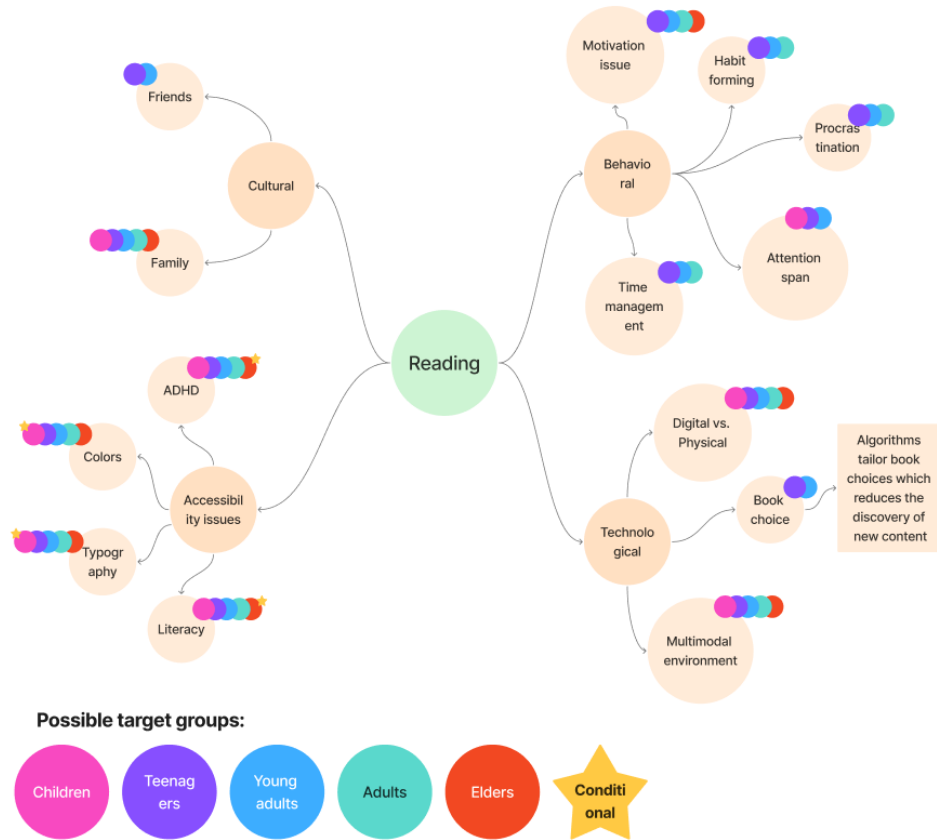 Motivation
issue
Habit
forming
Friends
Procras
tination
Behavio
ral
Cultural
Attention
span
Family
Time
managem
ent
Reading
ADHD
Digital vs.
Physical
Colors
Algorithms
tailor book
choices which
reduces the
discovery of
new content
Accessibil
ity issues
Book
choice
Technolo
gical
Typogr
aphy
Literacy
Multimodal
environment
Possible target groups:
Children
Teenag
ers
Young
adults
Adults
Elders
Conditi
onal